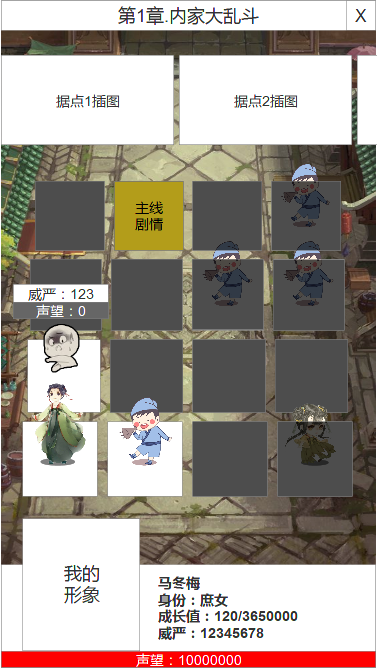 第1章.内家大乱斗
X
据点1插图
据点2插图
主线
剧情
威严：123
声望：0
我的
形象
马冬梅
身份：庶女
成长值：120/3650000
威严：12345678
声望：10000000